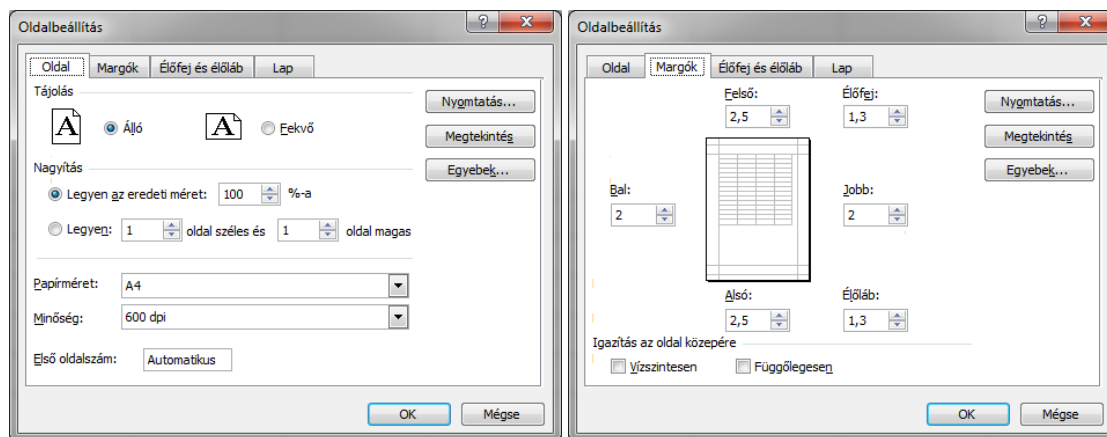 Oldalbeállítás
Oldal Margók Élőfej és élőláb Lap
Tájolás
A Álló A Fekvő
Nyomtatás...
Megtekintés
Nagyítás
Egyebek...
Legyen az eredeti méret: 100 %-a
Legyen: 1 oldal széles és 1 oldal magas
Papírméret: A4
Minőség: 600 dpi
Első oldalszám: Automatikus
OK Mégse
Oldalbeállítás
Oldal Margók Élőfej és élőláb Lap
Felső: Élőfej:
2,5 1,3
Nyomtatás...
Megtekintés
Egyebek...
Bal: Jobb:
2 2
Alsó: Élőláb:
2,5 1,3
Igazítás az oldal közepére
Vízszintesen Függőlegesen
OK Mégse